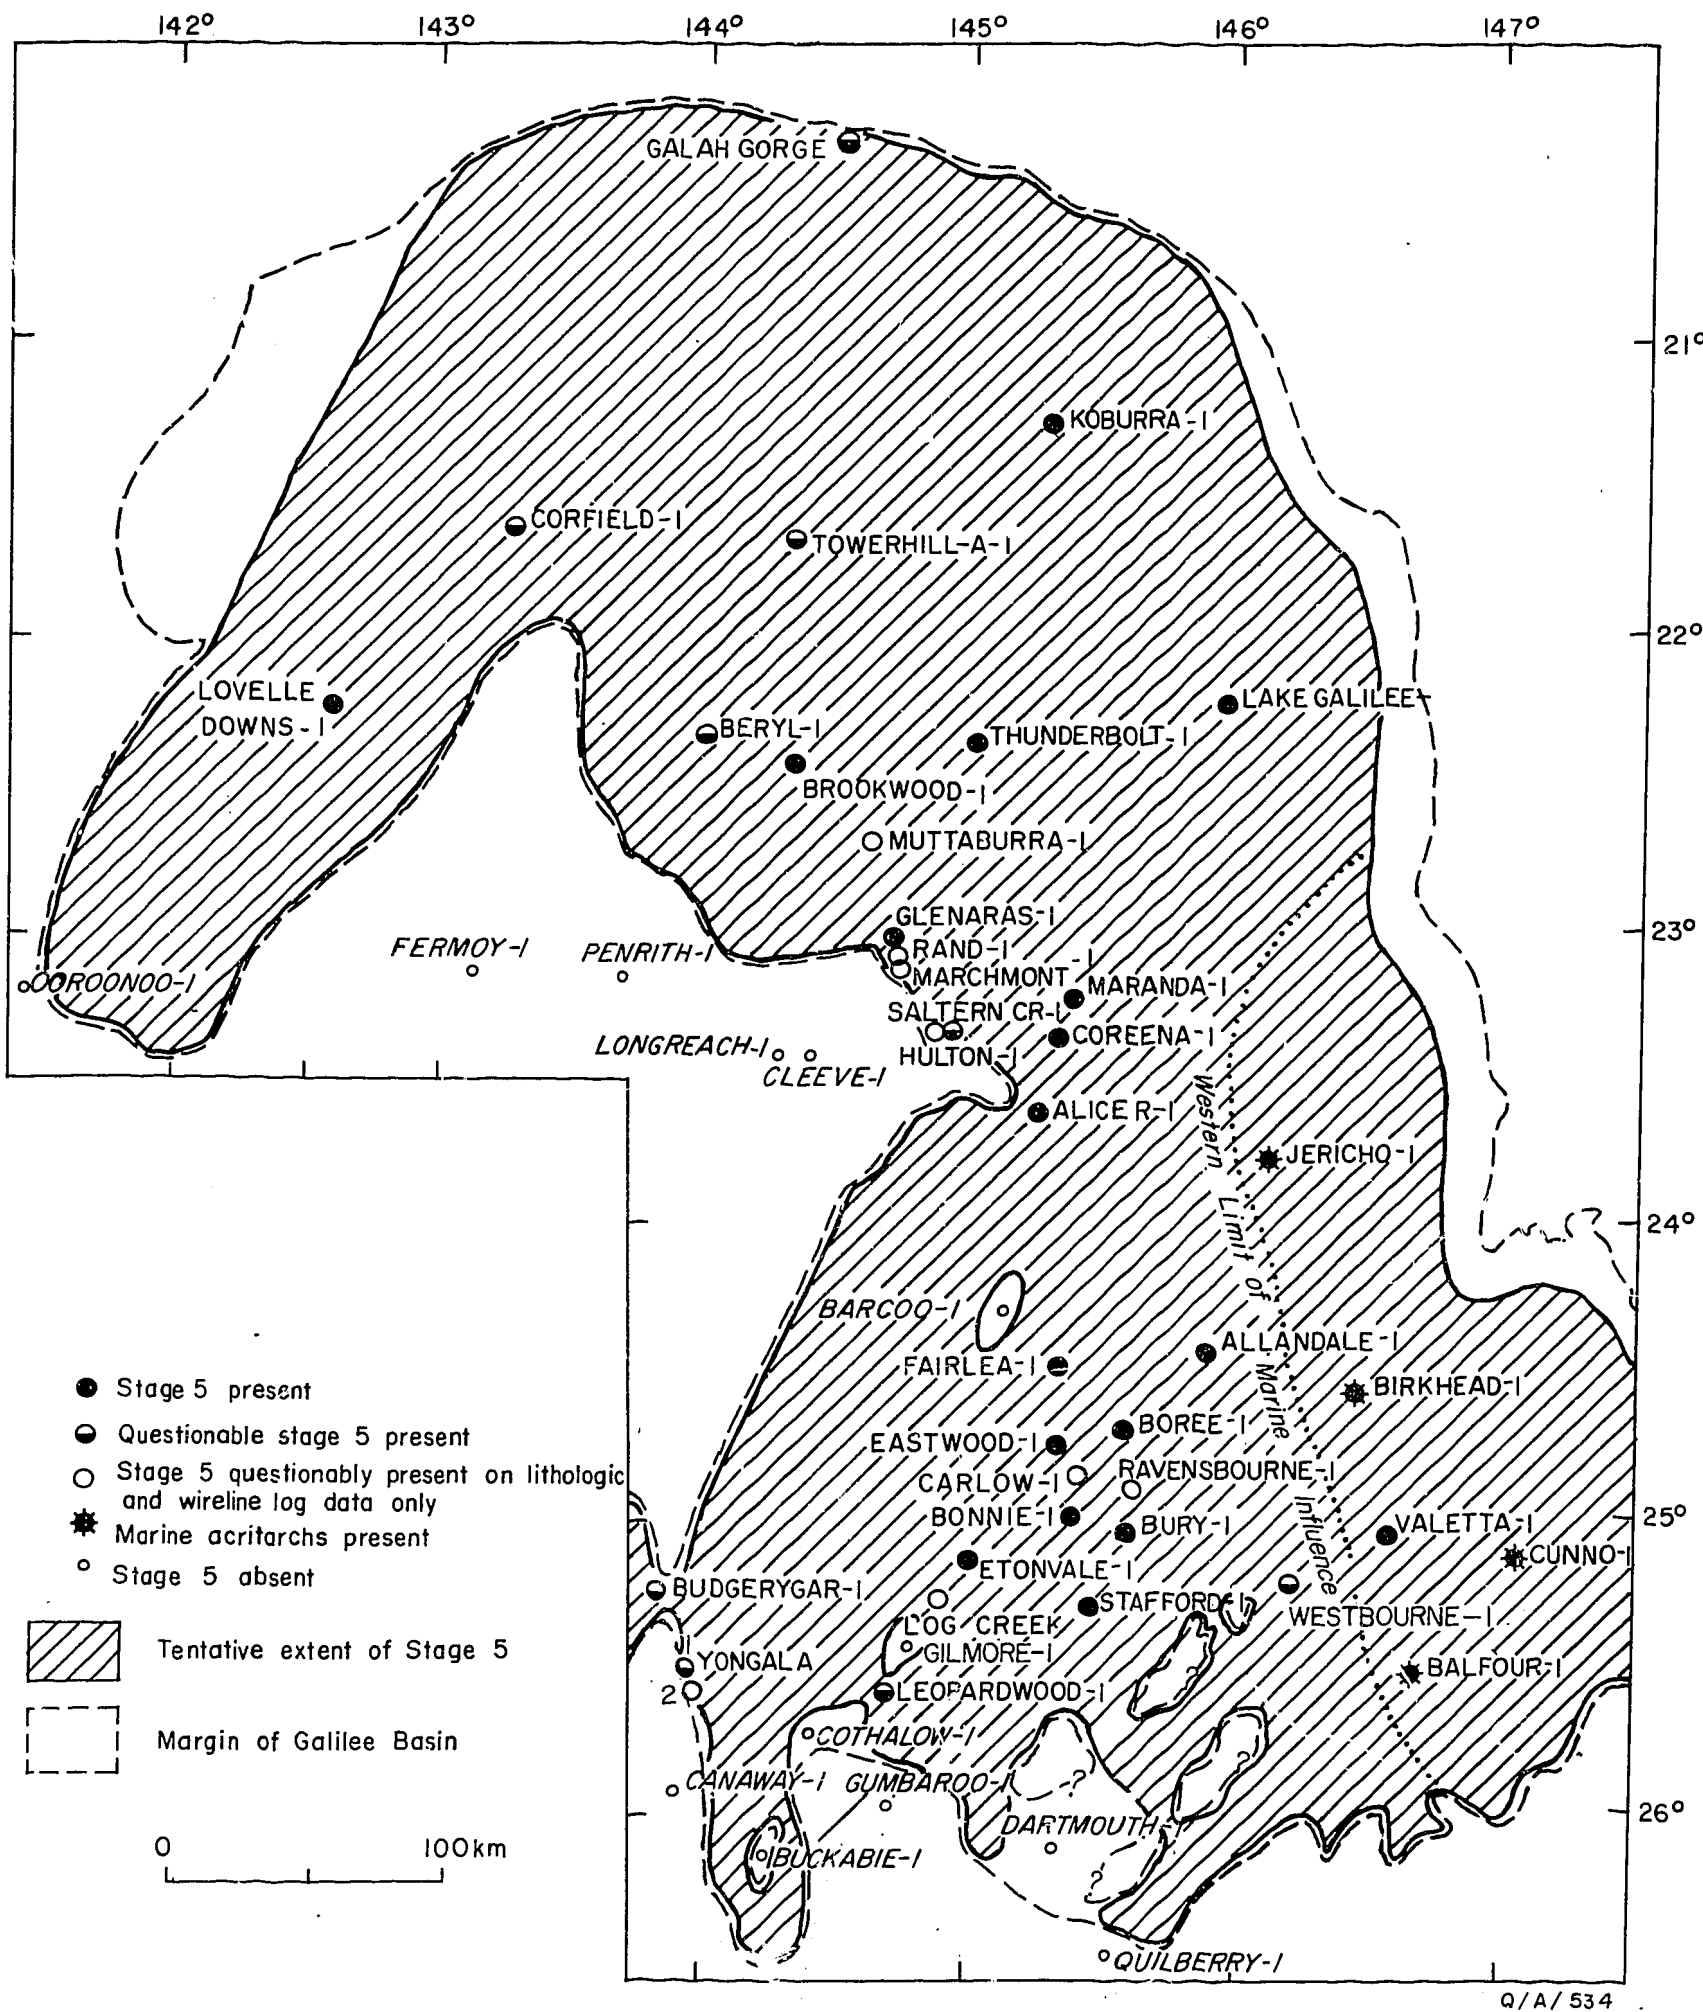 142° 143° 144° 145° 146° 147°
GALAH GORGE
21°
KOBURRA-1
CORFIELD-1
TOWERHILL-A-1
22°
LOVELLE
DOWNS-1
LAKE GALILEE-
BERYL-1
THUNDERBOLT-1
BROOKWOOD-1
MUTTABURRA-1
GLENARAS-1
23°
FERMOY-1
PENRITH-1
RAND-1
MARCHMONT-1
OOROONOO-1
MARANDA-1
SALTERN CR-1
COREENA-1
LONGREACH-1
HULTON-1
CLEEVE-1
ALICE R-1
Western Limit of Marine Influence
JERICHO-1
24°
BARCOO-1
ALLANDALE-1
FAIRLEA-1
BIRKHEAD-1
Stage 5 present
BOREE-1
Questionable stage 5 present
EASTWOOD-1
Stage 5 questionably present on lithologic
and wireline log data only
CARLOW-1
RAVENSBOURNE-1
Marine acritarchs present
BONNIE-1
BURY-1
25°
VALETTA-1
CUNNO-1
Stage 5 absent
ETONVALE-1
BUDGERYGAR-1
STAFFORD-1
WESTBOURNE-1
LOG CREEK
Tentative extent of Stage 5
GILMORE-1
1
YONGALA
2
BALFOUR-1
?
LEOPARDWOOD-1
Margin of Galilee Basin
COTHALOW-1
?
CANAWAY-1
GUMBAROO-1
?
26°
DARTMOUTH-1
0 100km
BUCKABIE-1
?
QUILBERRY-1
Q/A/534